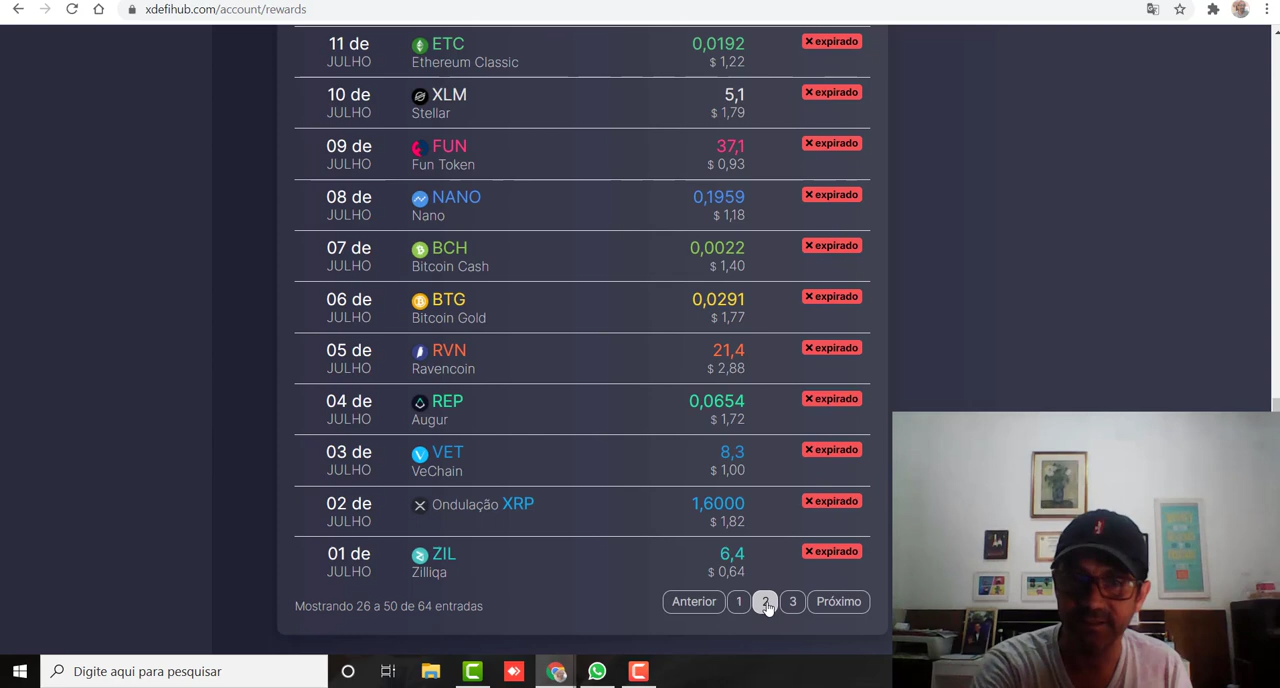 xdefihub.com/account/rewards
11 de
JULHO
ETC
Ethereum Classic
0,0192
$ 1,22
× expirado
10 de
JULHO
XLM
Stellar
5,1
$ 1,79
× expirado
09 de
JULHO
FUN
Fun Token
37,1
$ 0,93
× expirado
08 de
JULHO
NANO
Nano
0,1959
$ 1,18
× expirado
07 de
JULHO
BCH
Bitcoin Cash
0,0022
$ 1,40
× expirado
06 de
JULHO
BTG
Bitcoin Gold
0,0291
$ 1,77
× expirado
05 de
JULHO
RVN
Ravencoin
21,4
$ 2,88
× expirado
04 de
JULHO
REP
Augur
0,0654
$ 1,72
× expirado
03 de
JULHO
VET
VeChain
8,3
$ 1,00
× expirado
02 de
JULHO
Ondulação XRP
1,6000
$ 1,82
× expirado
01 de
JULHO
ZIL
Zilliqa
6,4
$ 0,64
× expirado
Mostrando 26 a 50 de 64 entradas
Anterior 1 2 3 Próximo
Digite aqui para pesquisar